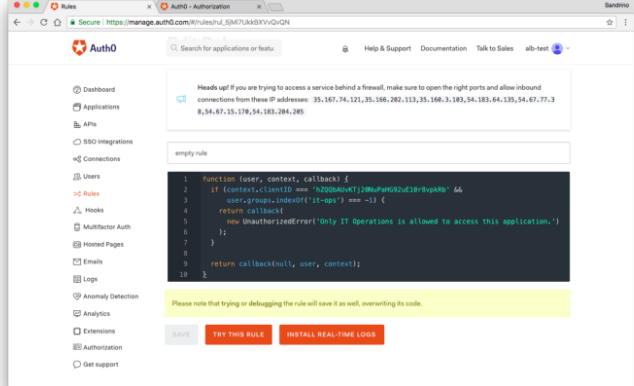 Rules
Auth0 - Authorization
Sandrino
Secure
https://manage.auth0.com/#/rules/rul_5jMl7UkkBXVvQvQN
Auth0
Search for applications or featu
Help & Support
Documentation
Talk to Sales
alb-test
Dashboard
Applications
APIs
SSO Integrations
Connections
Users
Rules
Hooks
Multifactor Auth
Hosted Pages
Emails
Logs
Anomaly Detection
Analytics
Extensions
Authorization
Get support
Heads up! If you are trying to access a service behind a firewall, make sure to open the right ports and allow inbound
connections from these IP addresses: 35.167.74.121,35.166.202.113,35.160.3.103,54.183.64.135,54.67.77.3
8,54.67.15.170,54.183.204.205
empty rule
1 function (user, context, callback) {
2 if (context.clientID === 'hZQQbAUvKTj20NuPaHG92uE10r8vpkRb' &&
3 user.groups.indexOf('it-ops') === -1) {
4 return callback(
5 new UnauthorizedError('Only IT Operations is allowed to access this application.')
6 );
7 }
8
9 return callback(null, user, context);
10 }
Please note that trying or debugging the rule will save it as well, overwriting its code.
SAVE
TRY THIS RULE
INSTALL REAL-TIME LOGS